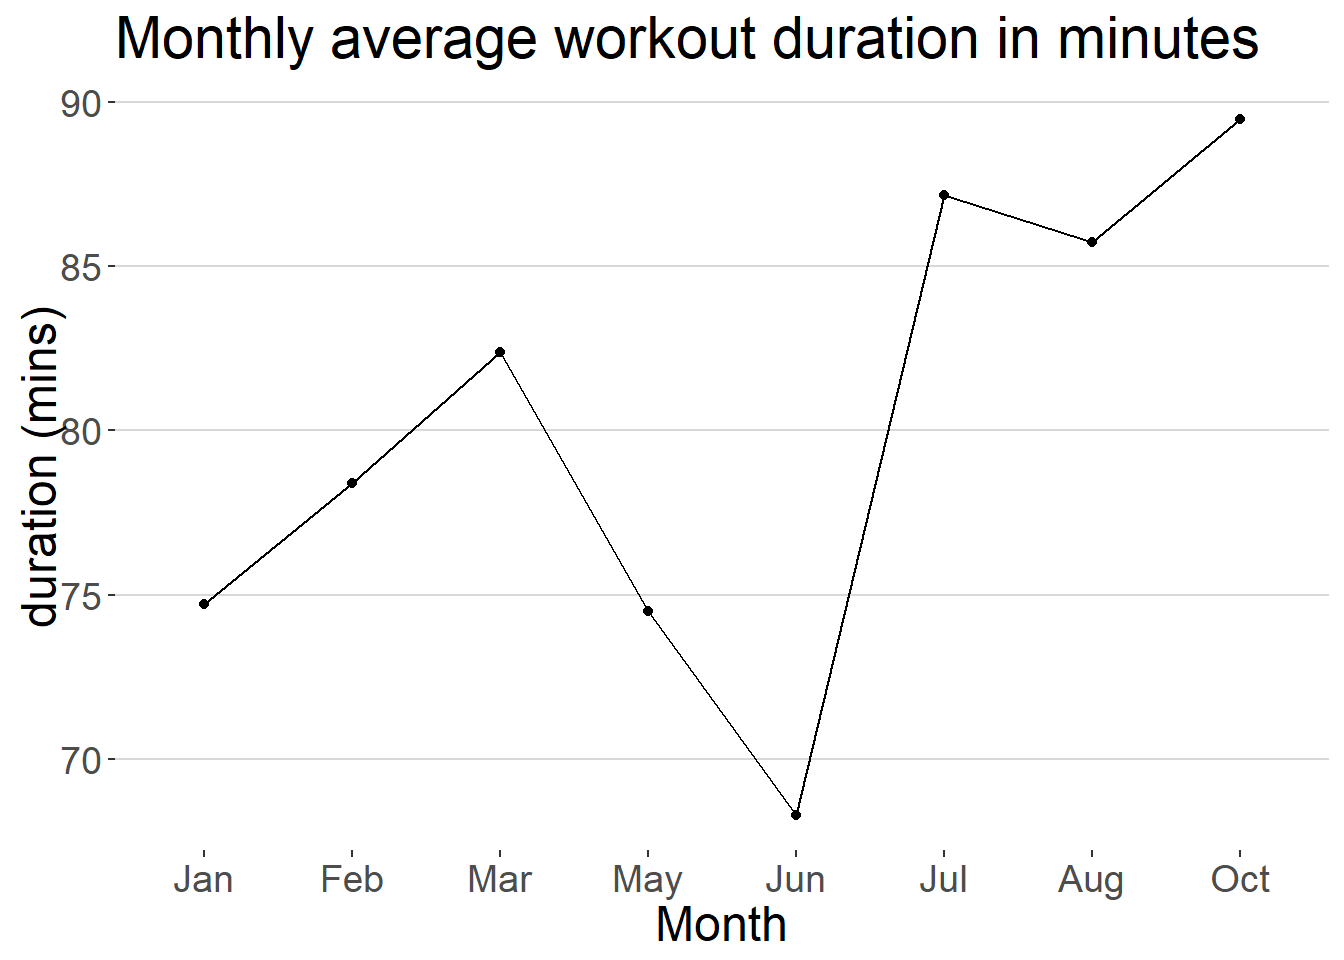 Monthly average workout duration in minutes
90
85
80
75
70
duration (mins)
Jan Feb Mar May Jun Jul Aug Oct
Month